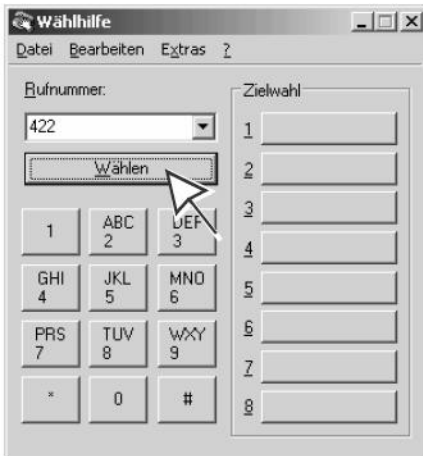 Wählhilfe
Datei Bearbeiten Extras ?
Rufnummer:
422
Wählen
1
ABC
2
DEF
3
GHI
4
JKL
5
MNO
6
PRS
7
TUV
8
WXY
9
*
0
#
Zielwahl
1
2
3
4
5
6
7
8